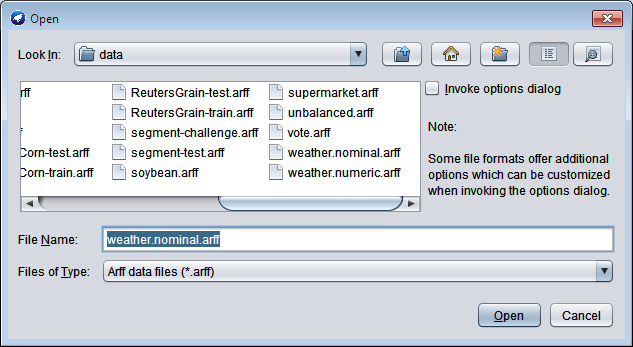 Open
Look In: data
rff ReutersGrain-test.arff supermarket.arff
ReutersGrain-train.arff unbalanced.arff
segment-challenge.arff vote.arff
Corn-test.arff segment-test.arff weather.nominal.arff
Corn-train.arff soybean.arff weather.numeric.arff
Invoke options dialog
Note:
Some file formats offer additional
options which can be customized
when invoking the options dialog.
File Name: weather.nominal.arff
Files of Type: Arff data files (*.arff)
Open Cancel